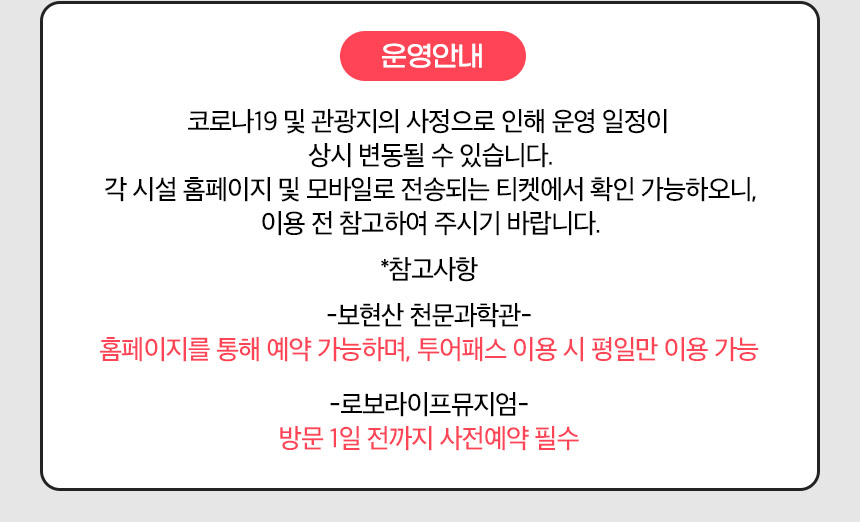 운영안내
코로나19 및 관광지의 사정으로 인해 운영 일정이
상시 변동될 수 있습니다.
각 시설 홈페이지 및 모바일로 전송되는 티켓에서 확인 가능하오니,
이용 전 참고하여 주시기 바랍니다.
*참고사항
-보현산 천문과학관-
홈페이지를 통해 예약 가능하며, 투어패스 이용 시 평일만 이용 가능
-로보라이프뮤지엄-
방문 1일 전까지 사전예약 필수